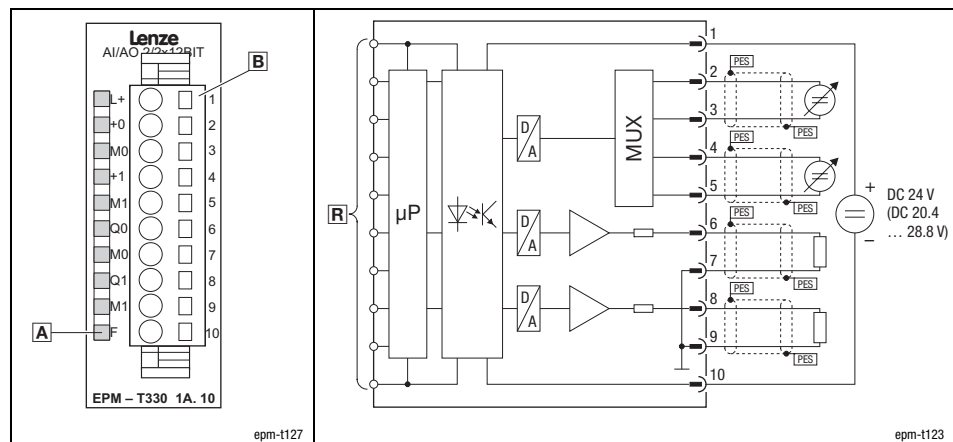 Lenze
AI/AO 2/2x12BIT
B
L+ 1
+0 2
M0 3
+1 4
M1 5
Q0 6
M0 7
Q1 8
M1 9
F 10
A
EPM – T330 1A. 10
epm-t127
R
µP
D
A
MUX
D
A
D
A
1
2
3
4
5
6
7
8
9
10
PES
PES
PES
PES
PES
PES
PES
PES
+
DC 24 V
(DC 20.4
... 28.8 V)
–
epm-t123